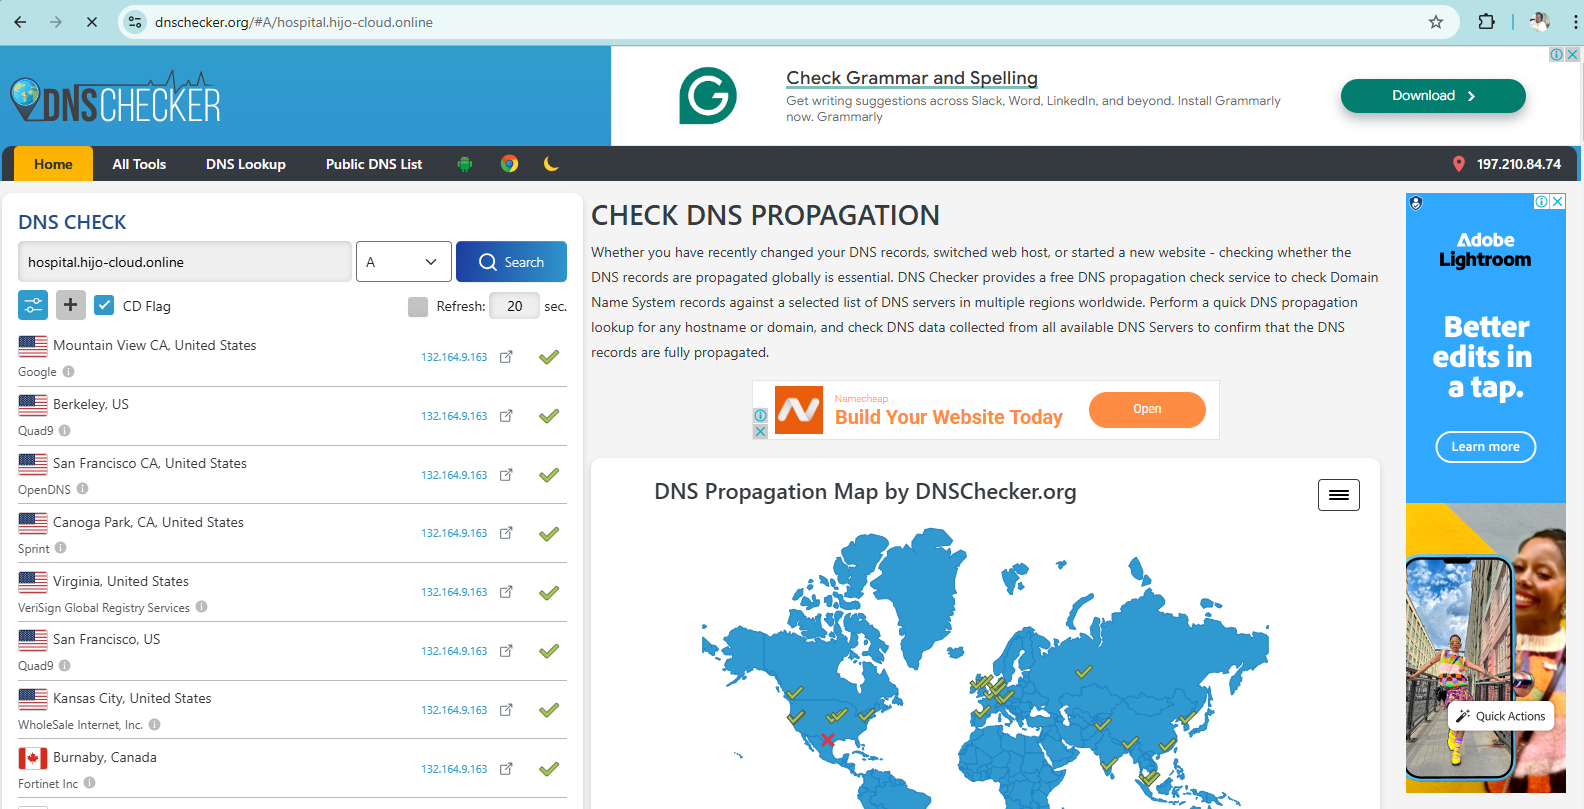 dnschecker.org/#A/hospital.hijo-cloud.online
DNSCHECKER
Check Grammar and Spelling
Get writing suggestions across Slack, Word, LinkedIn, and beyond. Install Grammarly
now. Grammarly
Download
Home
All Tools
DNS Lookup
Public DNS List
197.210.84.74
DNS CHECK
hospital.hijo-cloud.online
A
Search
CD Flag
Refresh: 20 sec.
Mountain View CA, United States
Google
132.164.9.163
Berkeley, US
Quad9
132.164.9.163
San Francisco CA, United States
OpenDNS
132.164.9.163
Canoga Park, CA, United States
Sprint
132.164.9.163
Virginia, United States
VeriSign Global Registry Services
132.164.9.163
San Francisco, US
Quad9
132.164.9.163
Kansas City, United States
WholeSale Internet, Inc.
132.164.9.163
Burnaby, Canada
Fortinet Inc
132.164.9.163
CHECK DNS PROPAGATION
Whether you have recently changed your DNS records, switched web host, or started a new website - checking whether the
DNS records are propagated globally is essential. DNS Checker provides a free DNS propagation check service to check Domain
Name System records against a selected list of DNS servers in multiple regions worldwide. Perform a quick DNS propagation
lookup for any hostname or domain, and check DNS data collected from all available DNS Servers to confirm that the DNS
records are fully propagated.
Namecheap
Build Your Website Today
Open
DNS Propagation Map by DNSChecker.org
Adobe
Lightroom
Better
edits in
a tap.
Learn more
Quick Actions